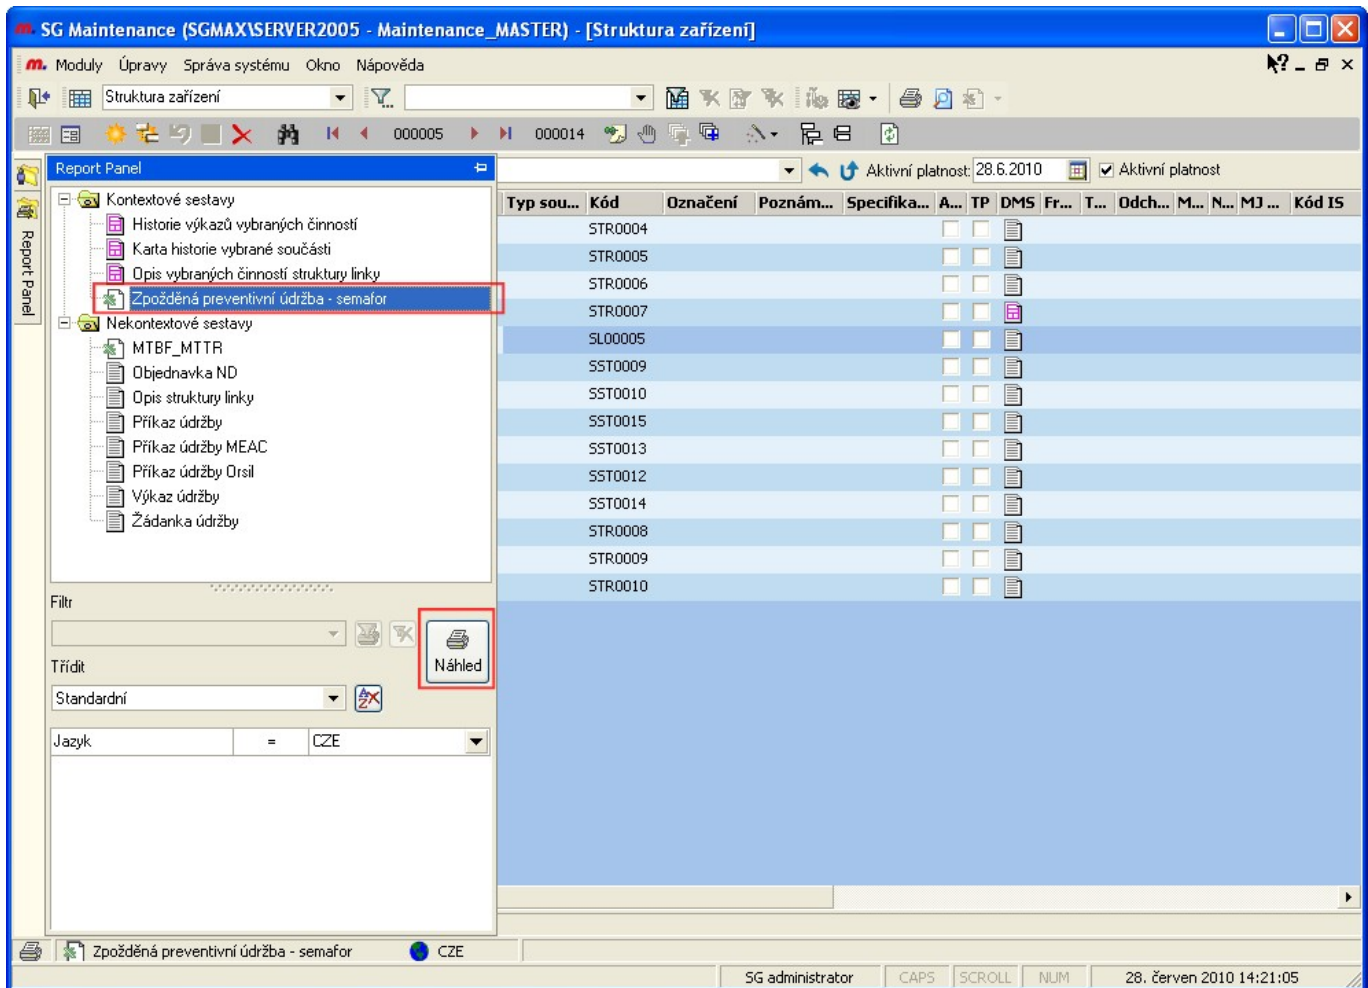 SG Maintenance (SGMAX\SERVER2005 - Maintenance_MASTER) - [Struktura zařízení]
Moduly Úpravy Správa systému Okno Nápověda
Struktura zařízení
000005 000014
Report Panel
Aktivní platnost: 28.6.2010 Aktivní platnost
Report Panel
Kontextové sestavy
Historie výkazů vybraných činností
Karta historie vybrané součásti
Opis vybraných činností struktury linky
Zpožděná preventivní údržba - semafor
Nekontextové sestavy
MTBF_MTTR
Objednavka ND
Opis struktury linky
Příkaz údržby
Příkaz údržby MEAC
Příkaz údržby Orsil
Výkaz údržby
Žádanka údržby
Typ sou... Kód Označení Poznám... Specifika... A... TP DMS Fr... T... Odch... M... N... MJ ... Kód IS
STR0004
STR0005
STR0006
STR0007
SL00005
SST0009
SST0010
SST0015
SST0013
SST0012
SST0014
STR0008
STR0009
STR0010
Filtr
Náhled
Třídit
Standardní
Jazyk = CZE
Zpožděná preventivní údržba - semafor CZE
SG administrator CAPS SCROLL NUM 28. červen 2010 14:21:05